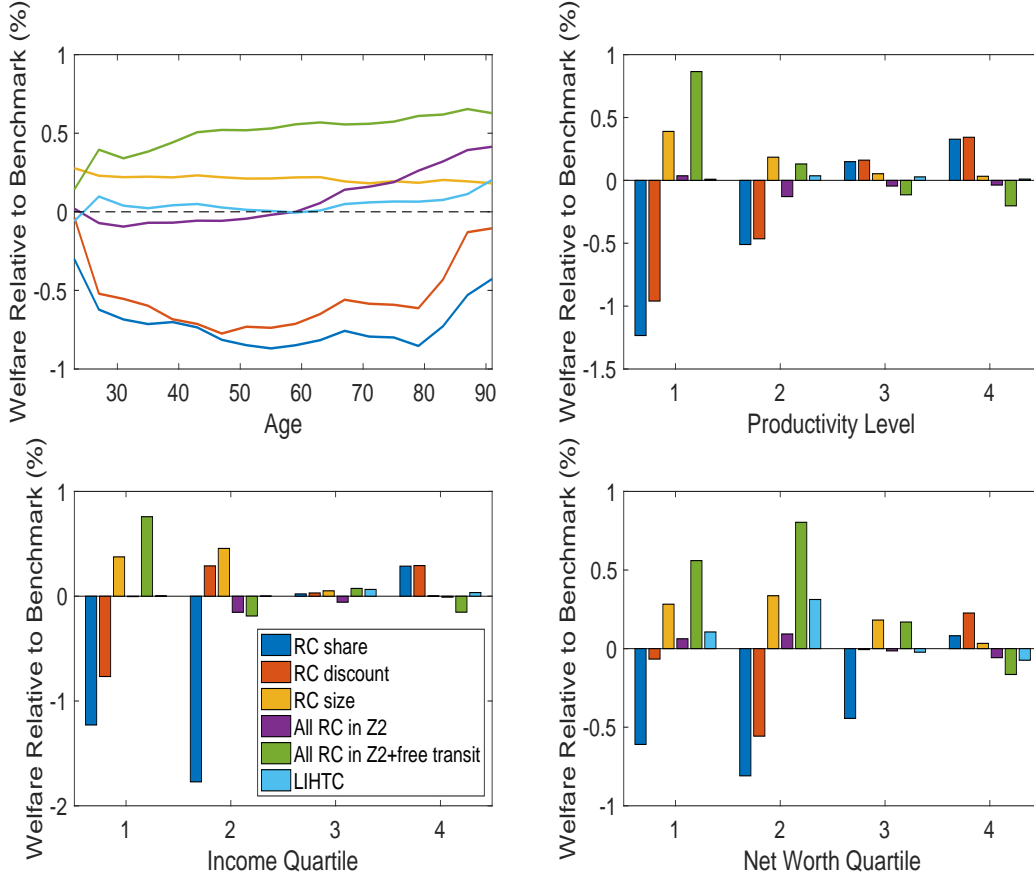 Welfare Relative to Benchmark (%)
1
0.5
0
-0.5
-1
30
40
50
60
70
80
90
Age
Welfare Relative to Benchmark (%)
1
0.5
0
-0.5
-1
-1.5
1
2
3
4
Productivity Level
Welfare Relative to Benchmark (%)
1
0
-1
-2
1
2
3
4
Income Quartile
RC share
RC discount
RC size
All RC in Z2
All RC in Z2+free transit
LIHTC
Welfare Relative to Benchmark (%)
1
0.5
0
-0.5
-1
1
2
3
4
Net Worth Quartile